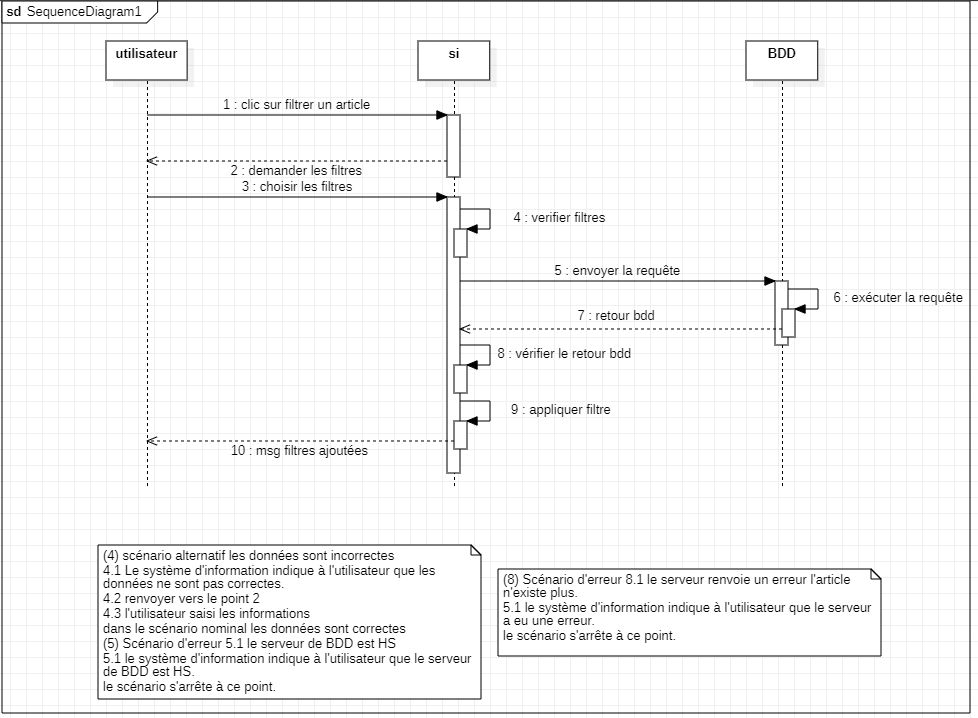 sd SequenceDiagram1
utilisateur
si
BDD
1 : clic sur filtrer un article
2 : demander les filtres
3 : choisir les filtres
4 : verifier filtres
5 : envoyer la requête
6 : exécuter la requête
7 : retour bdd
8 : vérifier le retour bdd
9 : appliquer filtre
10 : msg filtres ajoutées
(4) scénario alternatif les données sont incorrectes
4.1 Le système d'information indique à l'utilisateur que les
données ne sont pas correctes.
4.2 renvoyer vers le point 2
4.3 l'utilisateur saisi les informations
dans le scénario nominal les données sont correctes
(5) Scénario d'erreur 5.1 le serveur de BDD est HS
5.1 le système d'information indique à l'utilisateur que le serveur
de BDD est HS.
le scénario s'arrête à ce point.
(8) Scénario d'erreur 8.1 le serveur renvoie un erreur l'article
n'existe plus.
5.1 le système d'information indique à l'utilisateur que le serveur
a eu une erreur.
le scénario s'arrête à ce point.